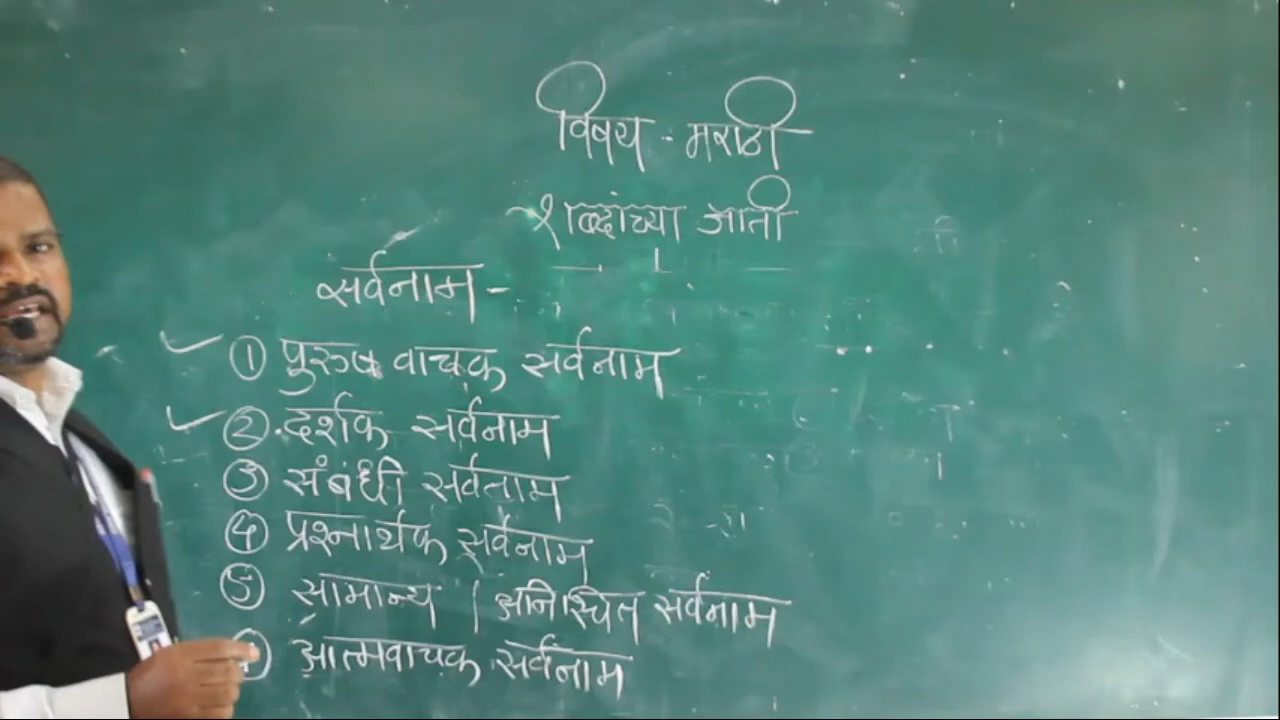 विषय - मराठी
शब्दांच्या जाती
सर्वनाम -
① पुरुषवाचक सर्वनाम
② दर्शक सर्वनाम
③ संबंधी सर्वनाम
④ प्रश्नार्थक सर्वनाम
⑤ सामान्य / अनिश्चित सर्वनाम
आत्मवाचक सर्वनाम